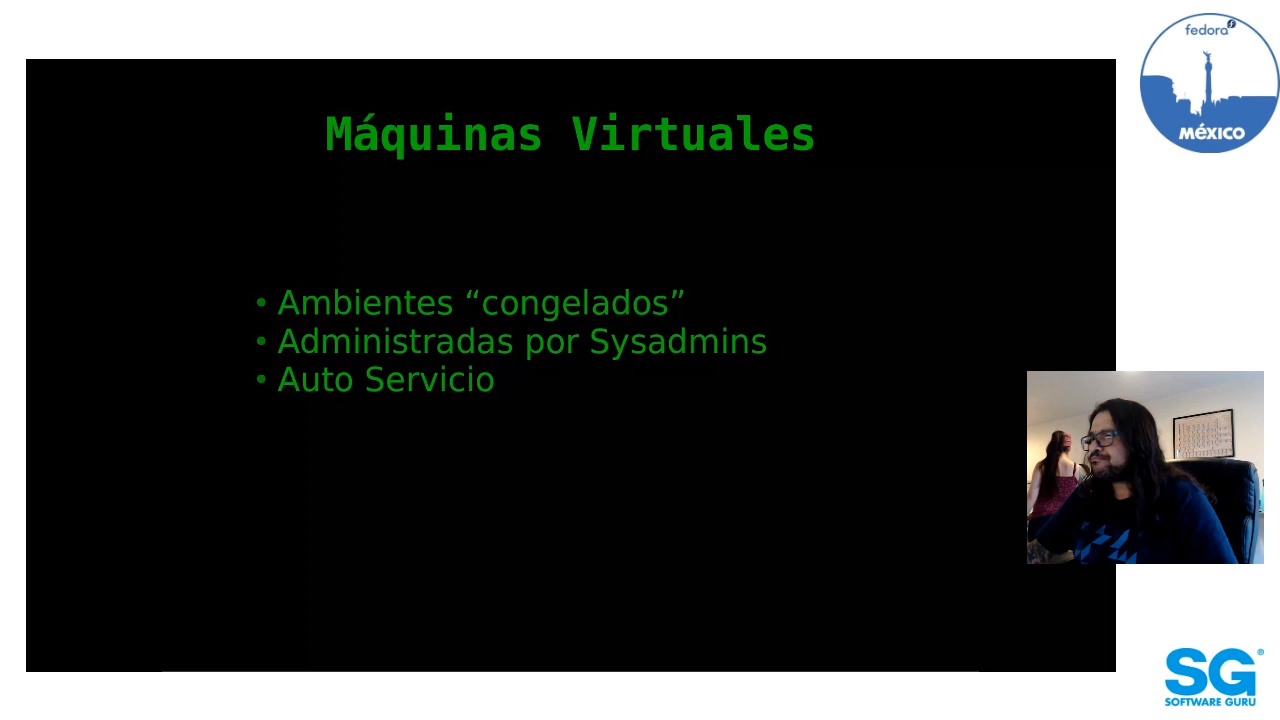 fedora
MÉXICO
Máquinas Virtuales
• Ambientes “congelados”
• Administradas por Sysadmins
• Auto Servicio
SG®
SOFTWARE GURU